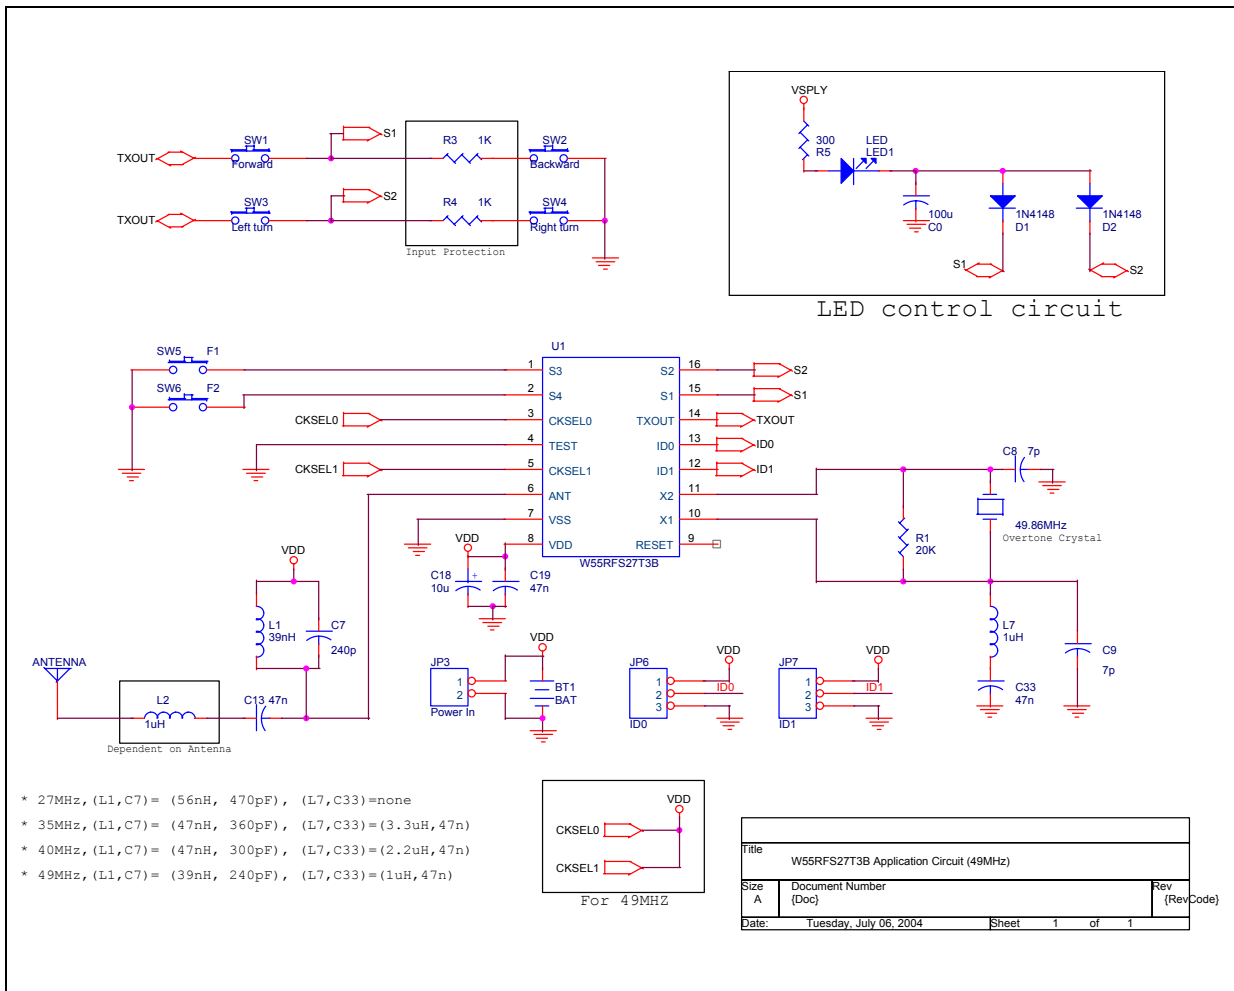 VSPLY
300
R5
LED
LED1
100u
C0
1N4148
D1
1N4148
D2
S1
S2
LED control circuit
SW1
Forward
TXOUT
S1
R3 1K
SW2
Backward
SW3
Left turn
TXOUT
S2
R4 1K
SW4
Right turn
Input Protection
U1
SW5 F1
SW6 F2
CKSEL0
CKSEL1
1 S3
2 S4
3 CKSEL0
4 TEST
5 CKSEL1
6 ANT
7 VSS
8 VDD
S2 16 S2
S1 15 S1
TXOUT 14 TXOUT
ID0 13 ID0
ID1 12 ID1
X2 11
X1 10
RESET 9
W55RFS27T3B
C8 7p
49.86MHz
Overtone Crystal
R1
20K
L7
1uH
C33
47n
C9
7p
VDD
C18
10u
+
C19
47n
VDD
L1
39nH
C7
240p
ANTENNA
L2
1uH
C13 47n
Dependent on Antenna
JP3
1
2
Power In
VDD
BT1
BAT
JP6
1
2
3
ID0
VDD
ID0
JP7
1
2
3
ID1
VDD
ID1
* 27MHz,(L1,C7)= (56nH, 470pF), (L7,C33)=none
* 35MHz,(L1,C7)= (47nH, 360pF), (L7,C33)=(3.3uH,47n)
* 40MHz,(L1,C7)= (47nH, 300pF), (L7,C33)=(2.2uH,47n)
* 49MHz,(L1,C7)= (39nH, 240pF), (L7,C33)=(1uH,47n)
VDD
CKSEL0
CKSEL1
For 49MHZ
Title
W55RFS27T3B Application Circuit (49MHz)
Size Document Number Rev
A {Doc} {RevCode}
Date: Tuesday, July 06, 2004 Sheet 1 of 1